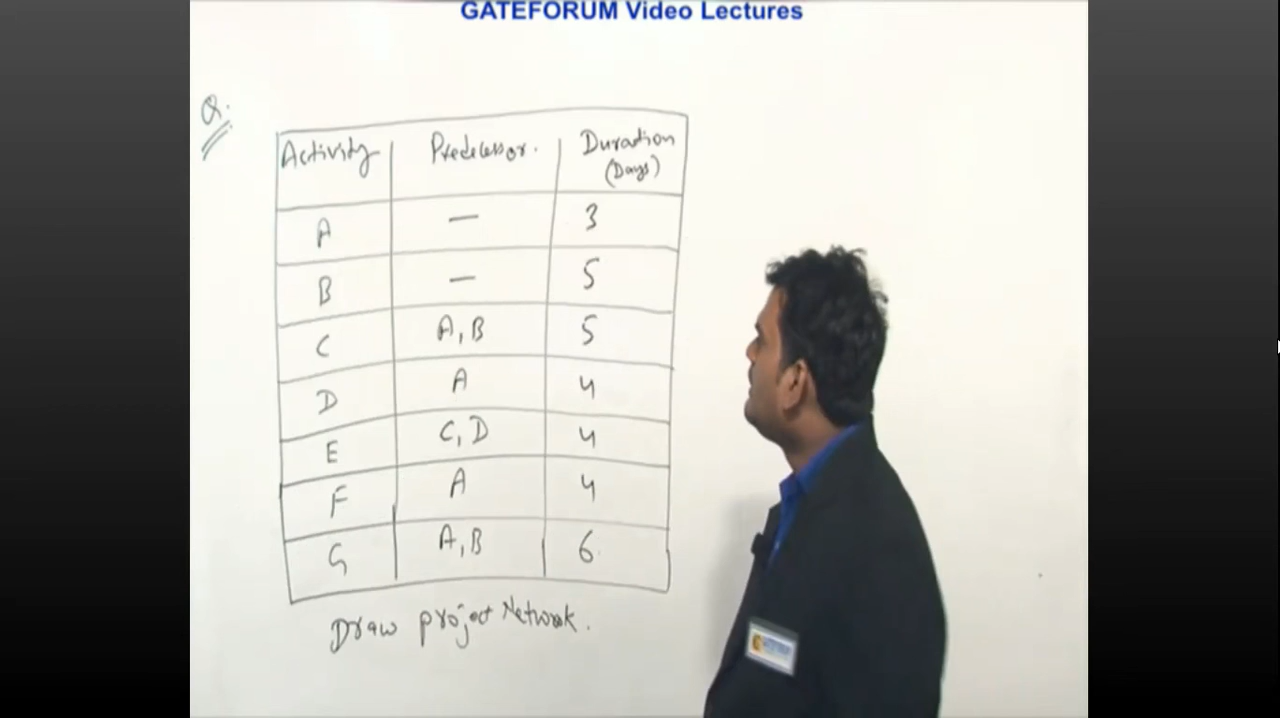 GATEFORUM Video Lectures
Q.
Activity Predecessor. Duration (Days)
A — 3
B — 5
C A, B 5
D A 4
E C, D 4
F A 4
G A, B 6
Draw project Network.